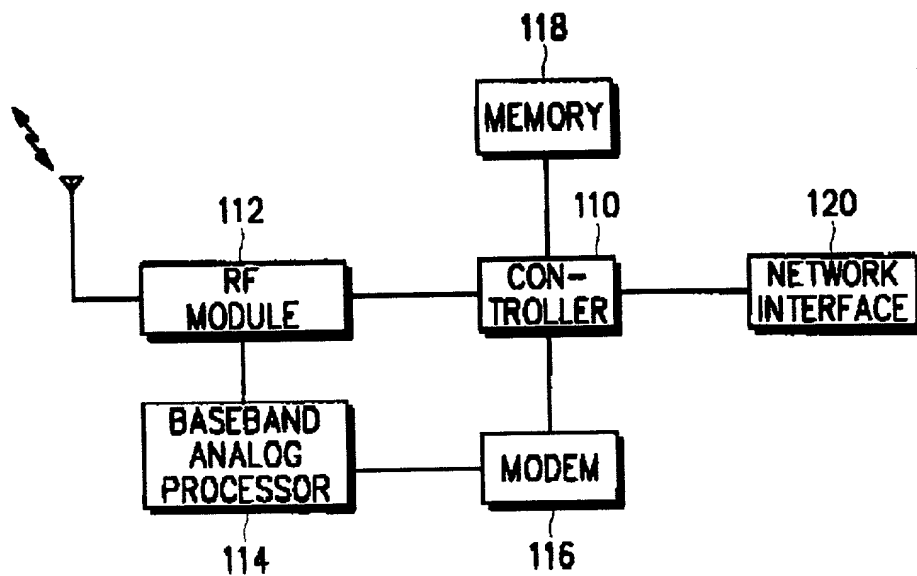 118
MEMORY
112
RF
MODULE
110
CON-
TROLLER
120
NETWORK
INTERFACE
BASEBAND
ANALOG
PROCESSOR
114
MODEM
116